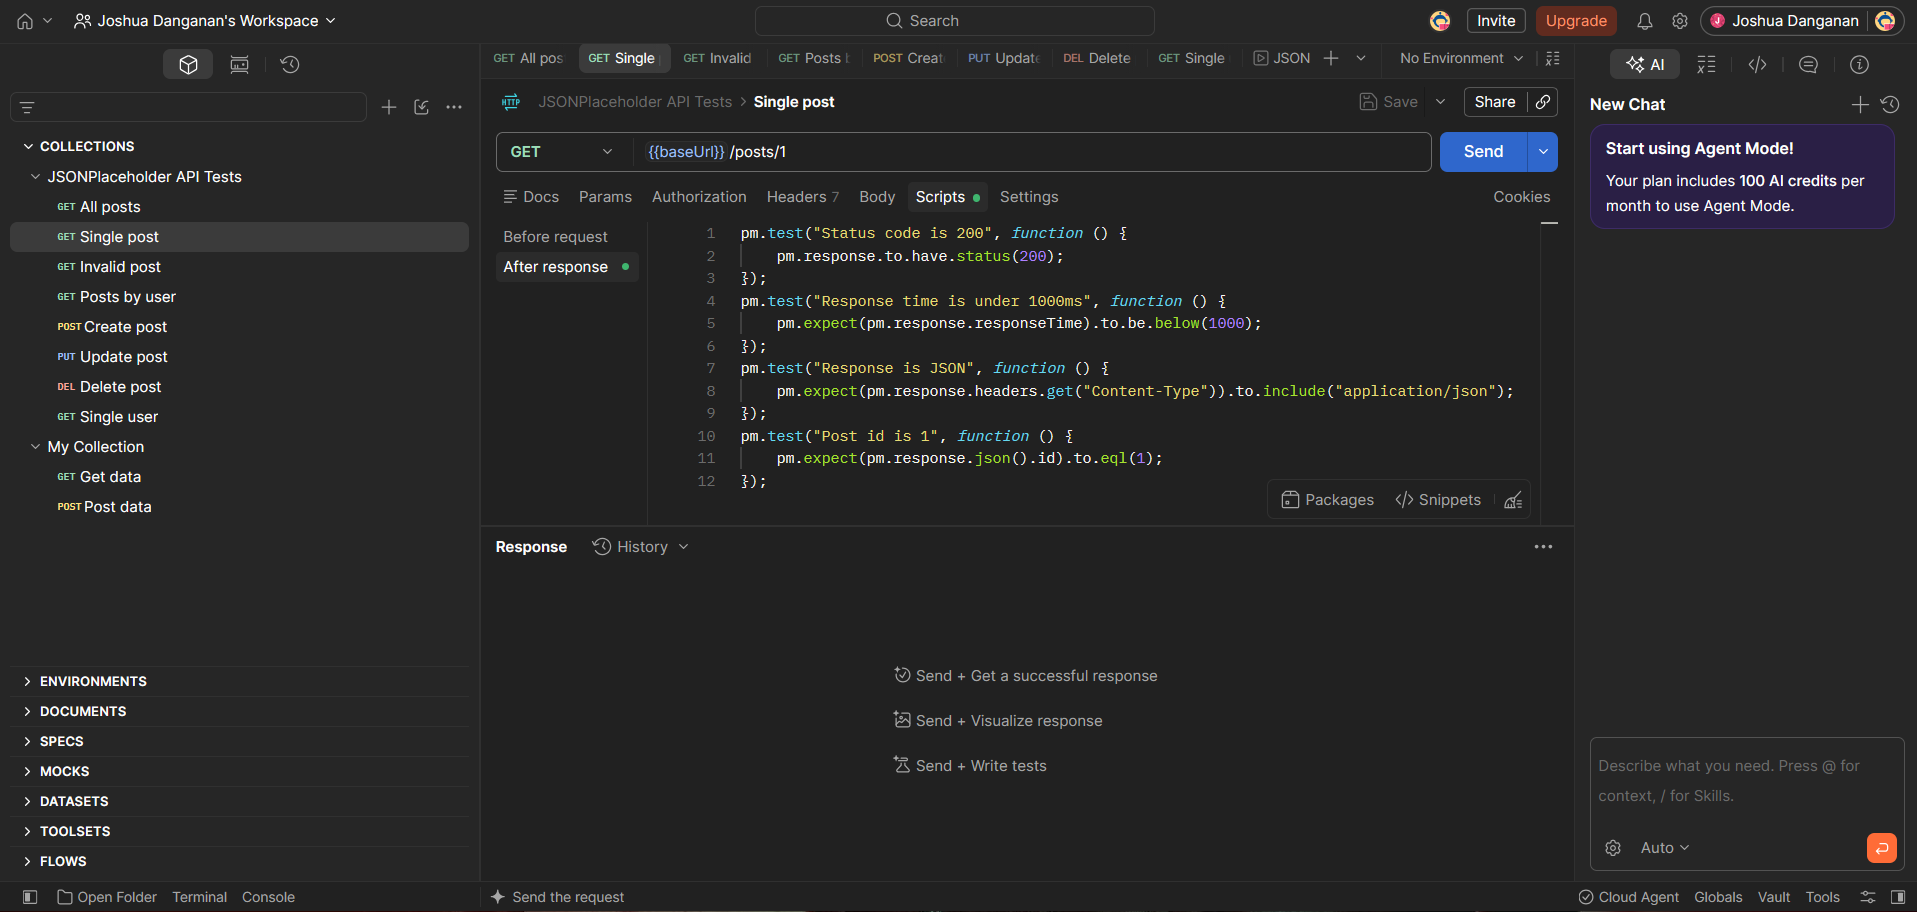 Joshua Danganan's Workspace
Search
Invite
Upgrade
J
Joshua Danganan
GET All pos
GET Single
GET Invalid
GET Posts b
POST Creat
PUT Update
DEL Delete
GET Single
JSON
No Environment
AI
COLLECTIONS
JSONPlaceholder API Tests
GET All posts
GET Single post
GET Invalid post
GET Posts by user
POST Create post
PUT Update post
DEL Delete post
GET Single user
My Collection
GET Get data
POST Post data
ENVIRONMENTS
DOCUMENTS
SPECS
MOCKS
DATASETS
TOOLSETS
FLOWS
HTTP JSONPlaceholder API Tests > Single post
Save
Share
GET
{{baseUrl}} /posts/1
Send
Docs
Params
Authorization
Headers 7
Body
Scripts
Settings
Cookies
Before request
After response
1 pm.test("Status code is 200", function () {
2 pm.response.to.have.status(200);
3 });
4 pm.test("Response time is under 1000ms", function () {
5 pm.expect(pm.response.responseTime).to.be.below(1000);
6 });
7 pm.test("Response is JSON", function () {
8 pm.expect(pm.response.headers.get("Content-Type")).to.include("application/json");
9 });
10 pm.test("Post id is 1", function () {
11 pm.expect(pm.response.json().id).to.eql(1);
12 });
Packages
Snippets
Response
History
Send + Get a successful response
Send + Visualize response
Send + Write tests
New Chat
Start using Agent Mode!
Your plan includes 100 AI credits per
month to use Agent Mode.
Describe what you need. Press @ for
context, / for Skills.
Auto
Open Folder
Terminal
Console
Send the request
Cloud Agent
Globals
Vault
Tools